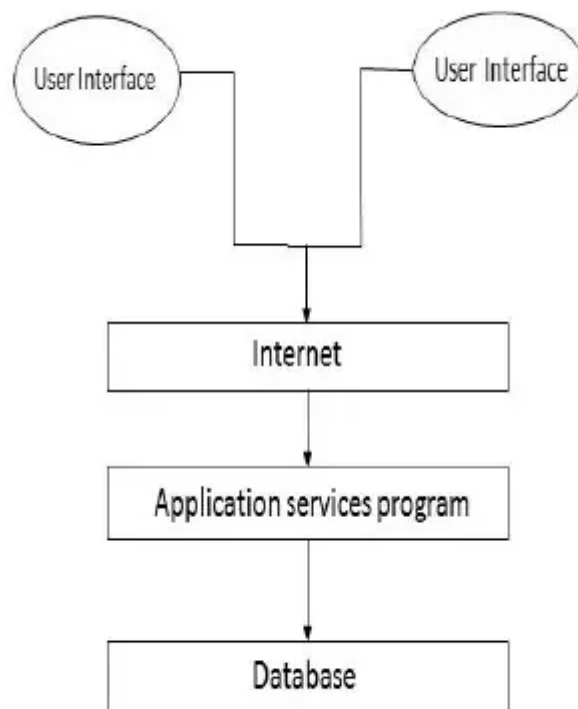 User Interface
User Interface
Internet
Application services program
Database